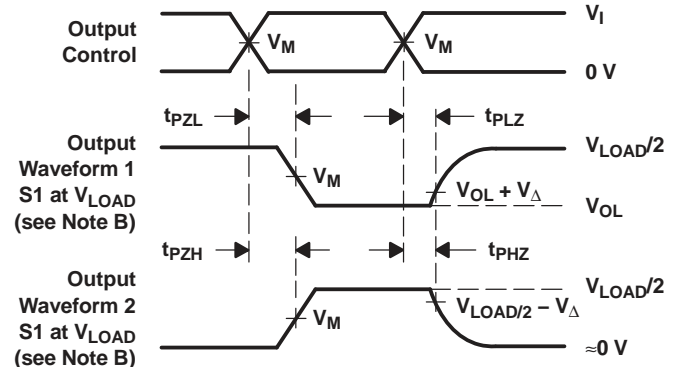 Output
Control
V_M
V_M
V_I
0 V
t_PZL
t_PLZ
Output
Waveform 1
S1 at V_LOAD
(see Note B)
V_M
V_OL + V_Δ
V_LOAD/2
V_OL
t_PZH
t_PHZ
Output
Waveform 2
S1 at V_LOAD
(see Note B)
V_M
V_LOAD/2 − V_Δ
V_LOAD/2
≈0 V